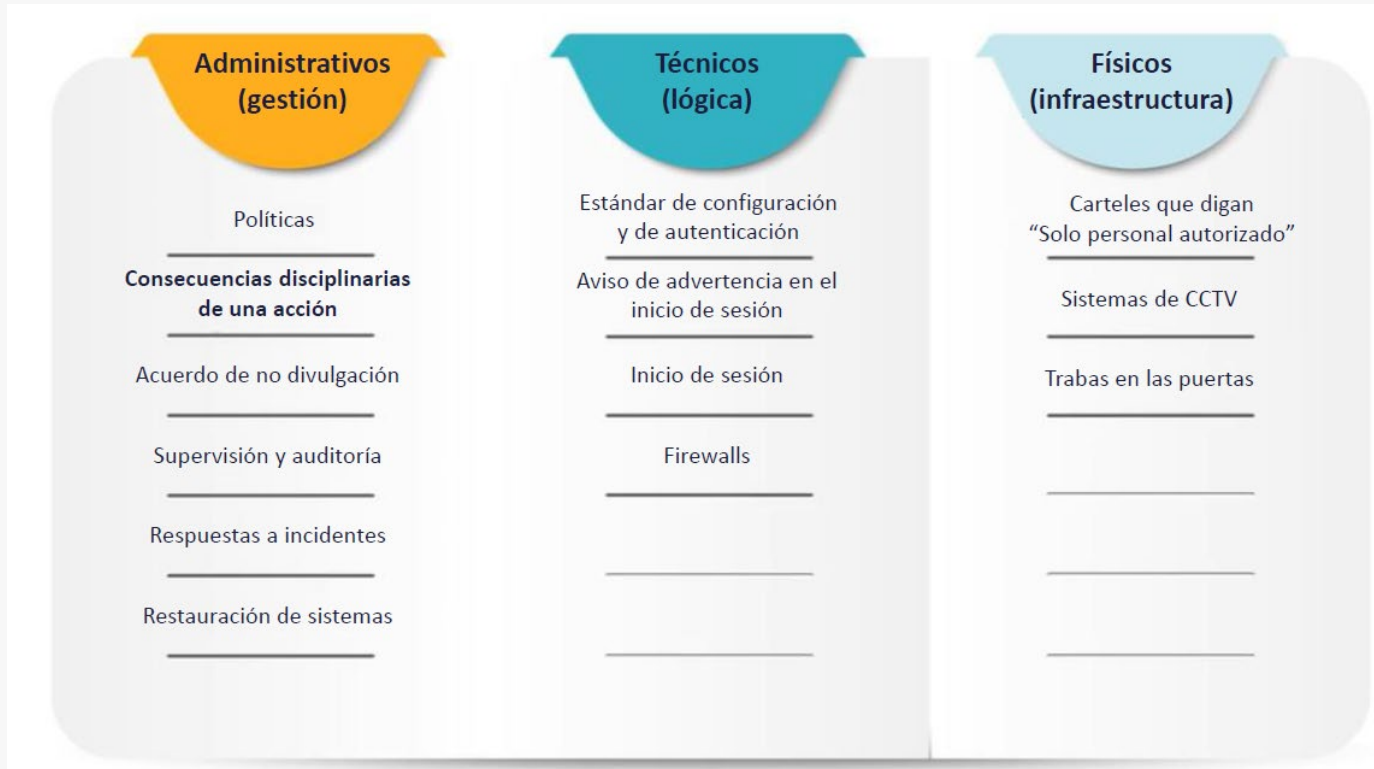 Administrativos
(gestión)
Políticas
Consecuencias disciplinarias
de una acción
Acuerdo de no divulgación
Supervisión y auditoría
Respuestas a incidentes
Restauración de sistemas
Técnicos
(lógica)
Estándar de configuración
y de autenticación
Aviso de advertencia en el
inicio de sesión
Inicio de sesión
Firewalls
Físicos
(infraestructura)
Carteles que digan
“Solo personal autorizado”
Sistemas de CCTV
Trabas en las puertas